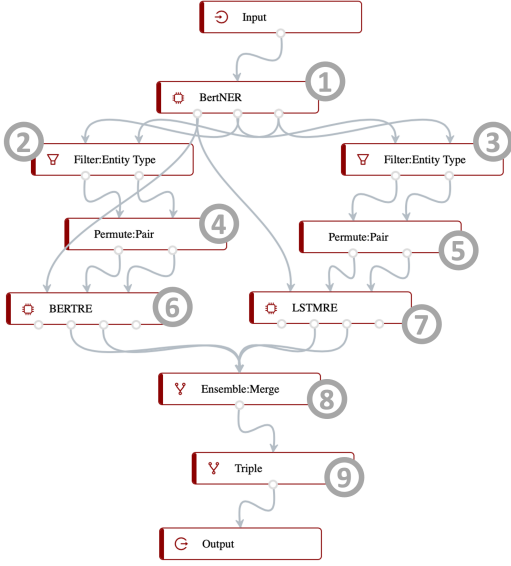 Input
1
BertNER
2
Filter:Entity Type
3
Filter:Entity Type
4
Permute:Pair
5
Permute:Pair
6
BERTRE
7
LSTMRE
8
Ensemble:Merge
9
Triple
Output